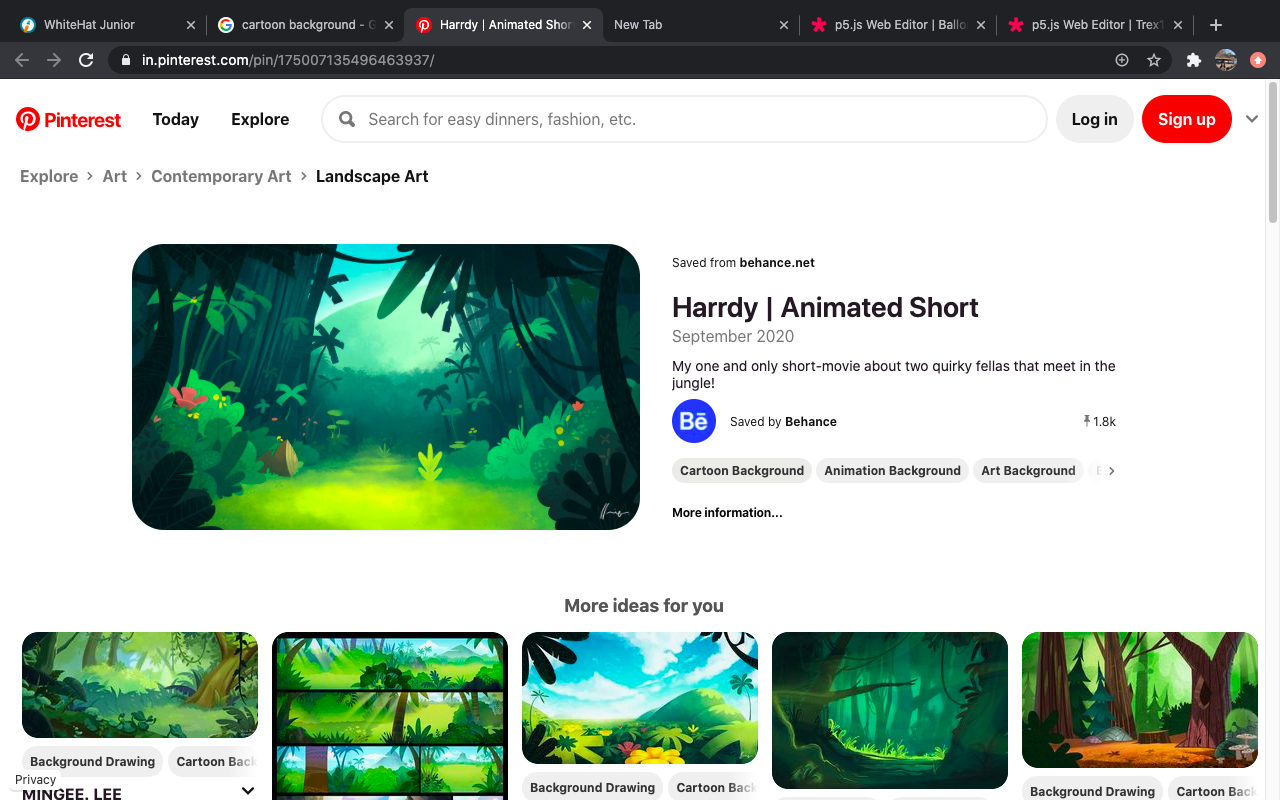 WhiteHat Junior
cartoon background - G
Harrdy | Animated Shor
New Tab
p5.js Web Editor | Ballo
p5.js Web Editor | Trex1
in.pinterest.com/pin/175007135496463937/
Pinterest
Today
Explore
Search for easy dinners, fashion, etc.
Log in
Sign up
Explore > Art > Contemporary Art > Landscape Art
Saved from behance.net
Harrdy | Animated Short
September 2020
My one and only short-movie about two quirky fellas that meet in the
jungle!
Bē
Saved by Behance
1.8k
Cartoon Background
Animation Background
Art Background
More information...
More ideas for you
Background Drawing
Cartoon Back
Background Drawing
Cartoon Back
Background Drawing
Cartoon Back
Privacy
MINGEE. LEE